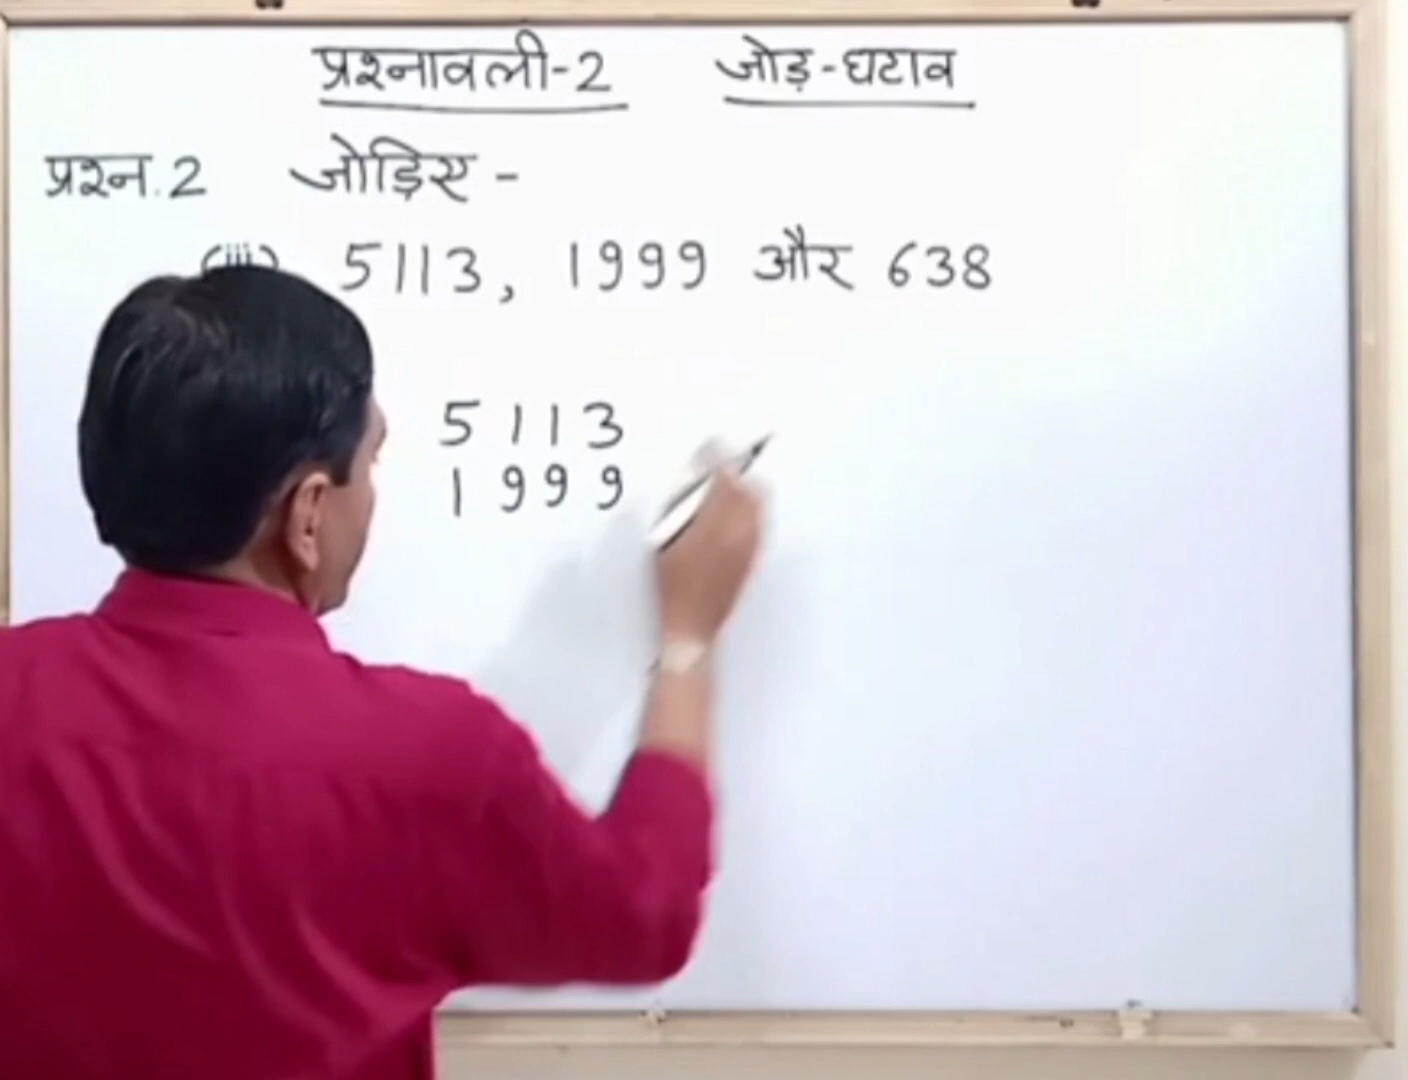 प्रश्नावली-2 जोड़-घटाव
प्रश्न.2 जोड़िए -
(iii) 5113, 1999 और 638
5113
1999